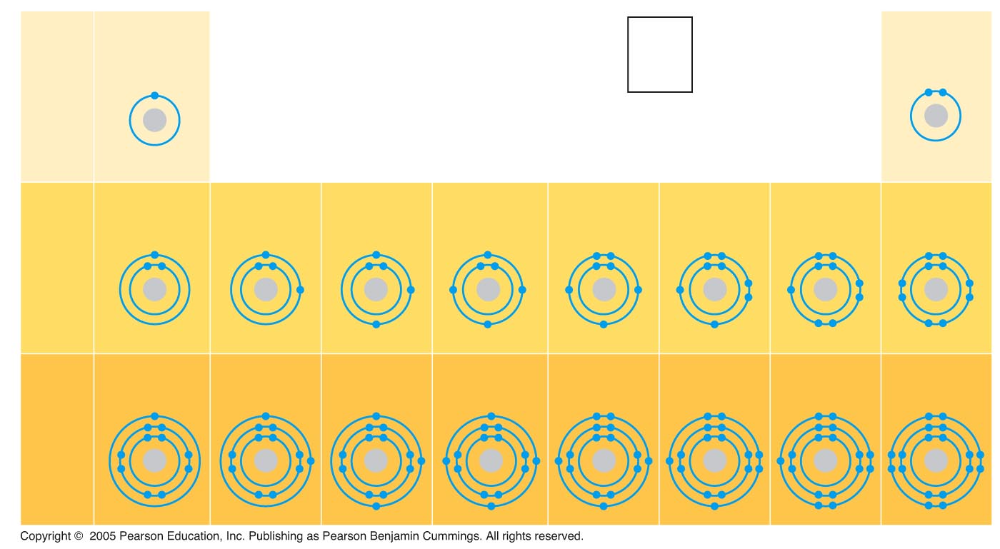 Copyright © 2005 Pearson Education, Inc. Publishing as Pearson Benjamin Cummings. All rights reserved.